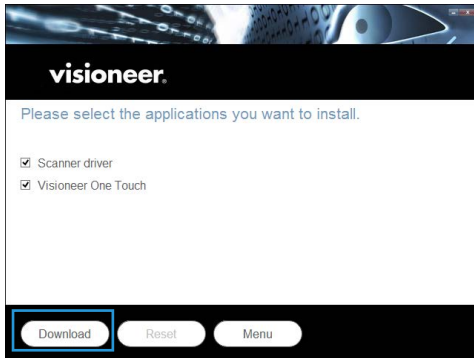 visioneer.
Please select the applications you want to install.
Scanner driver
Visioneer One Touch
Download Reset Menu